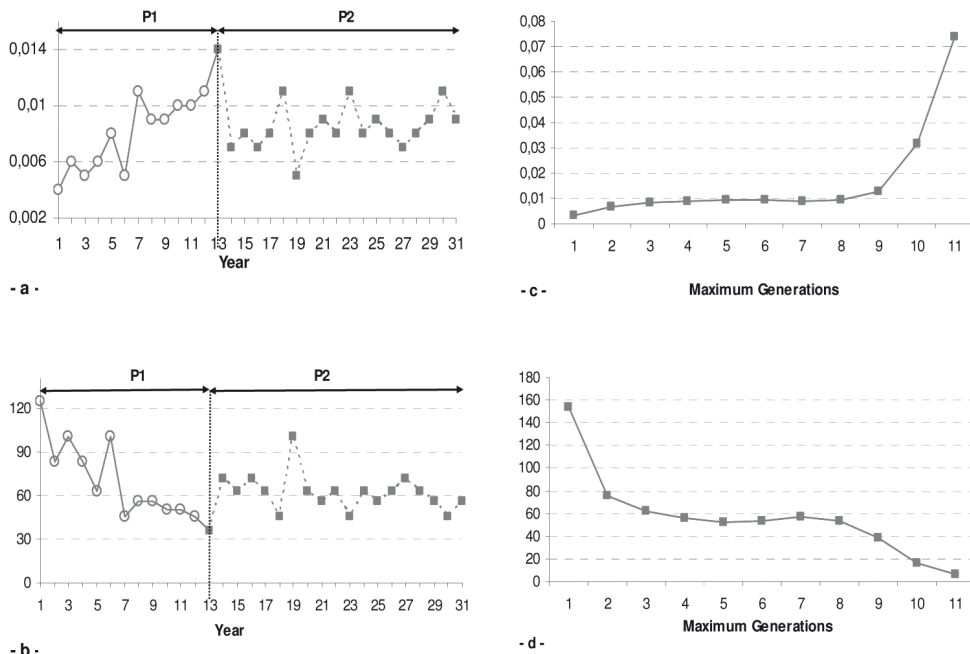 P1 P2
0,014
0,01
0,006
0,002
1 3 5 7 9 11 13 15 17 19 21 23 25 27 29 31
Year
- a -
0,08
0,07
0,06
0,05
0,04
0,03
0,02
0,01
0
1 2 3 4 5 6 7 8 9 10 11
Maximum Generations
- c -
P1 P2
120
90
60
30
0
1 3 5 7 9 11 13 15 17 19 21 23 25 27 29 31
Year
- b -
180
160
140
120
100
80
60
40
20
0
1 2 3 4 5 6 7 8 9 10 11
Maximum Generations
- d -